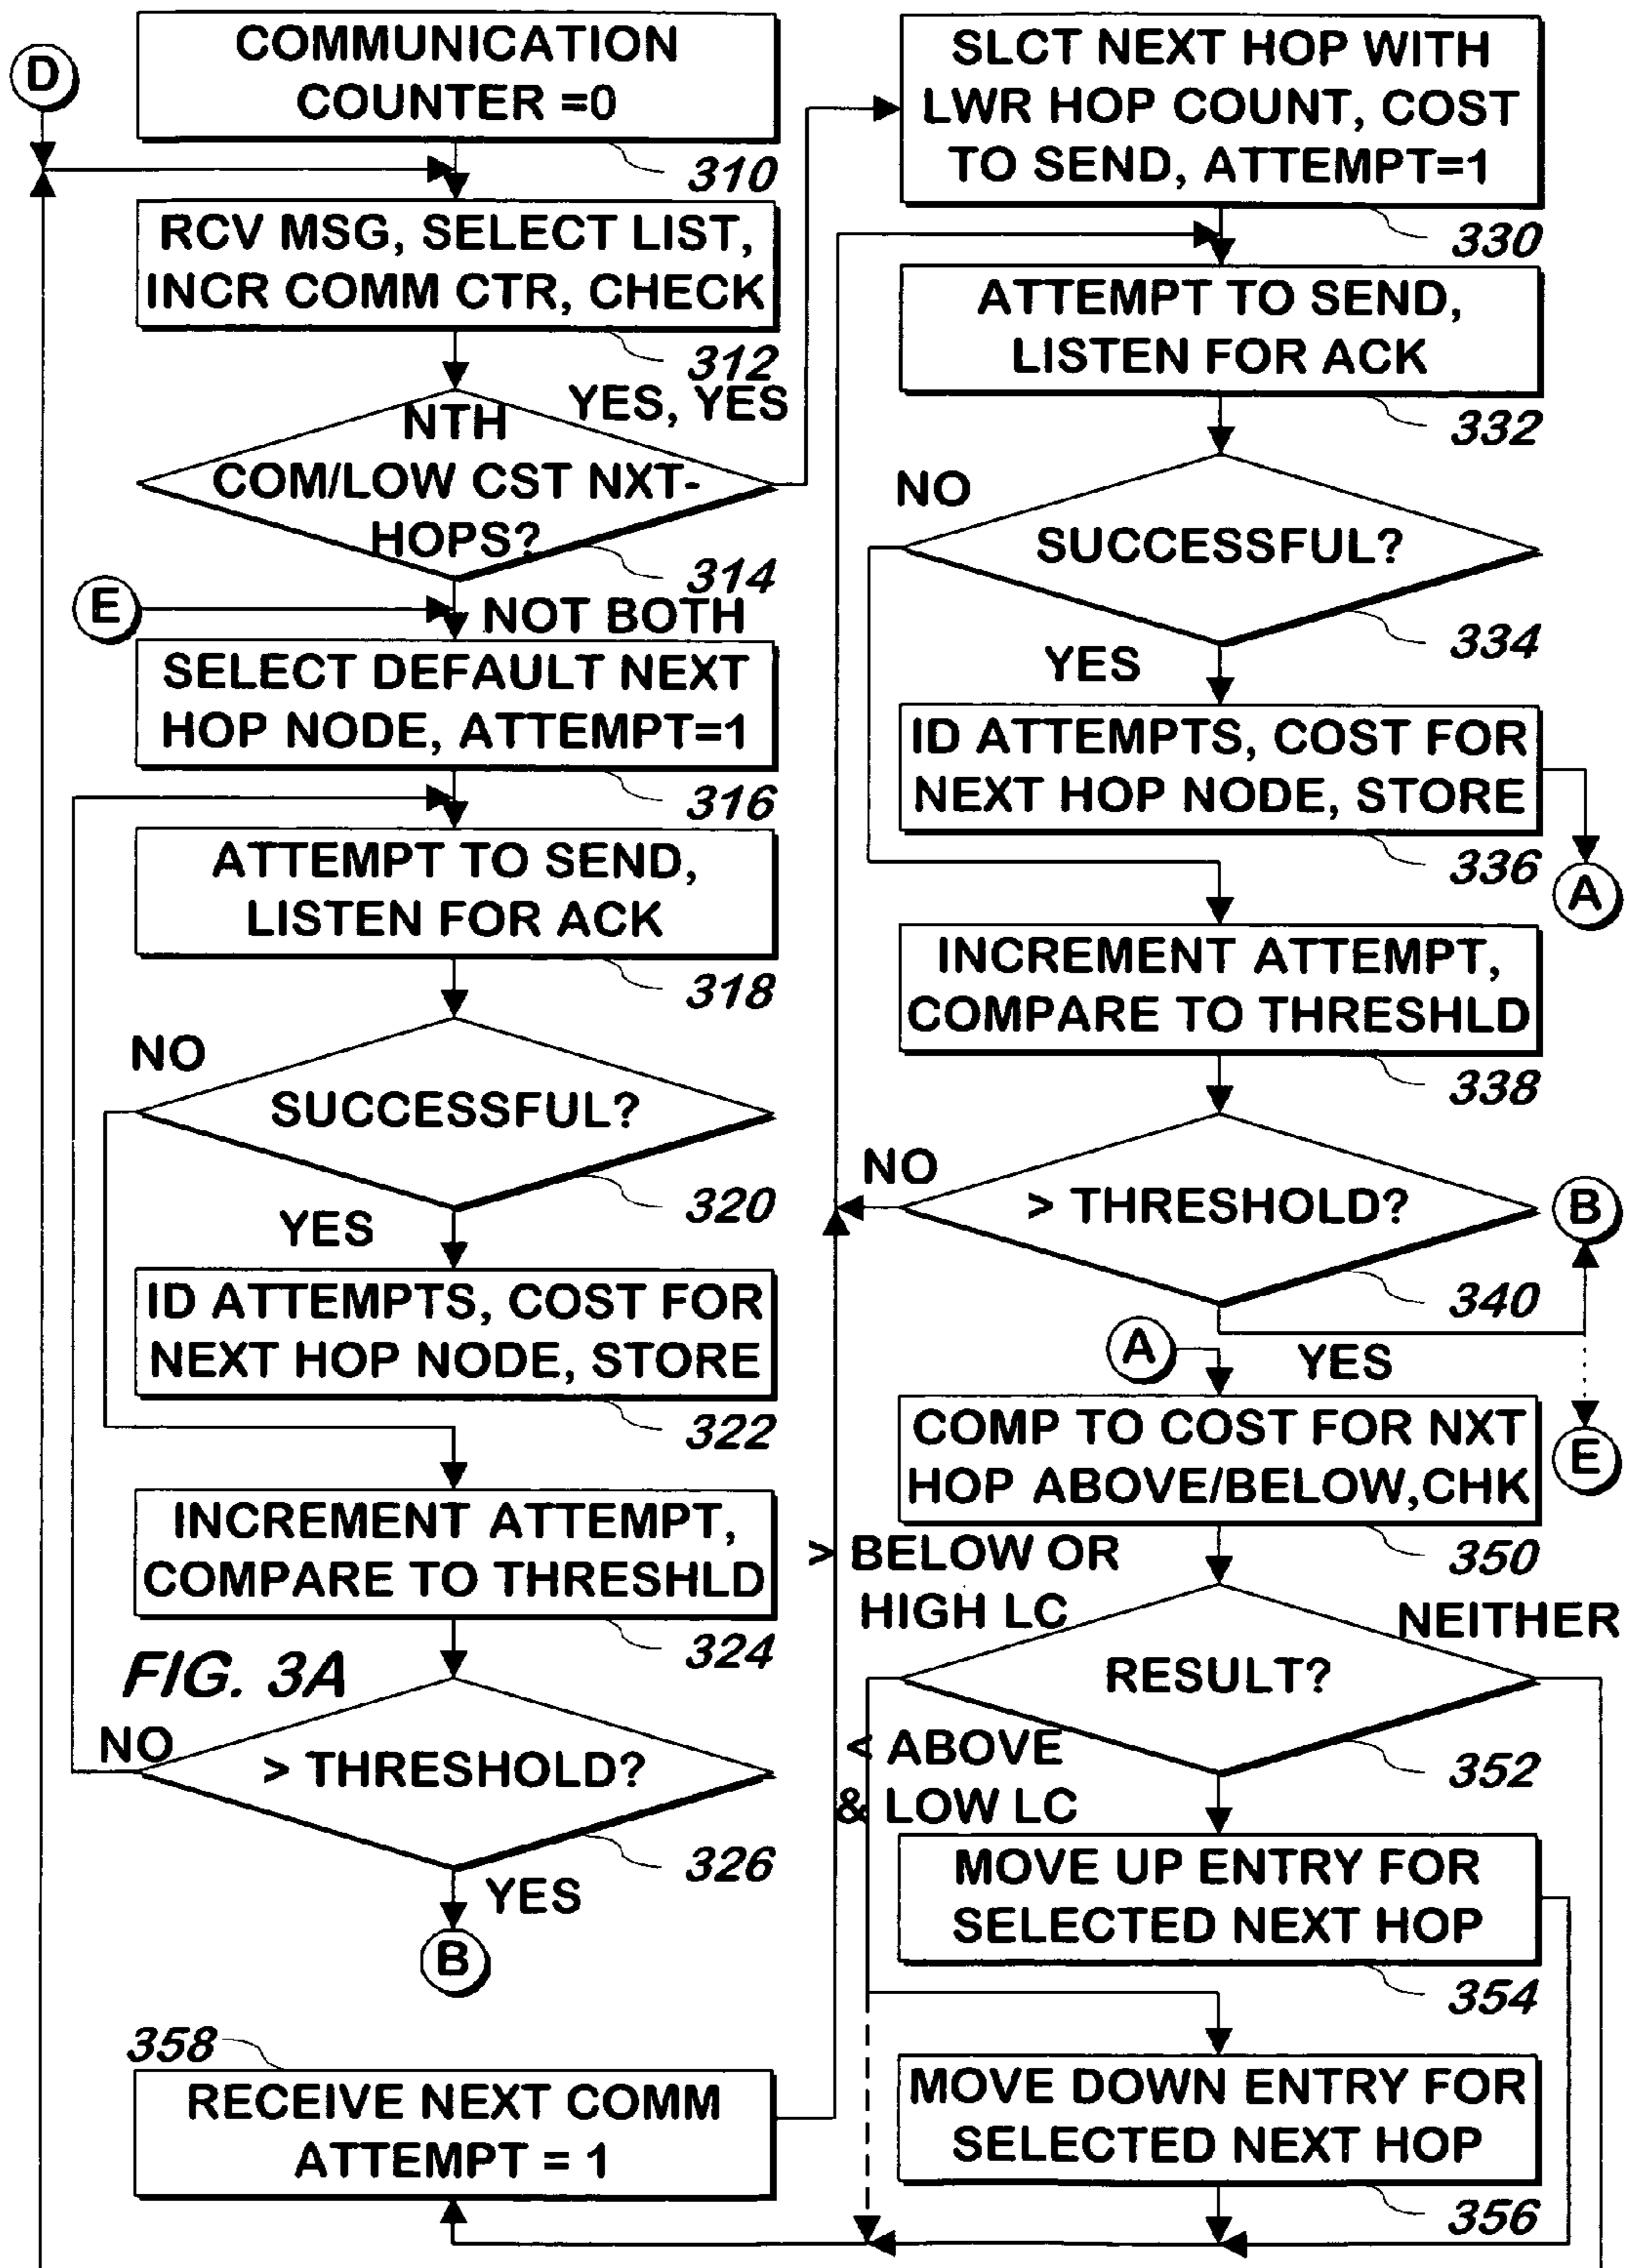 D
COMMUNICATION
COUNTER =0
310
RCV MSG, SELECT LIST,
INCR COMM CTR, CHECK
312
YES, YES
NTH
COM/LOW CST NXT-
HOPS?
314
E
NOT BOTH
SELECT DEFAULT NEXT
HOP NODE, ATTEMPT=1
316
ATTEMPT TO SEND,
LISTEN FOR ACK
318
NO
SUCCESSFUL?
320
YES
ID ATTEMPTS, COST FOR
NEXT HOP NODE, STORE
322
INCREMENT ATTEMPT,
COMPARE TO THRESHLD
324
FIG. 3A
NO
> THRESHOLD?
326
YES
B
358
RECEIVE NEXT COMM
ATTEMPT = 1
SLCT NEXT HOP WITH
LWR HOP COUNT, COST
TO SEND, ATTEMPT=1
330
ATTEMPT TO SEND,
LISTEN FOR ACK
332
NO
SUCCESSFUL?
334
YES
ID ATTEMPTS, COST FOR
NEXT HOP NODE, STORE
336
A
INCREMENT ATTEMPT,
COMPARE TO THRESHLD
338
NO
> THRESHOLD?
B
340
A
YES
COMP TO COST FOR NXT
HOP ABOVE/BELOW,CHK
E
350
> BELOW OR
HIGH LC
NEITHER
RESULT?
352
< ABOVE
& LOW LC
MOVE UP ENTRY FOR
SELECTED NEXT HOP
354
MOVE DOWN ENTRY FOR
SELECTED NEXT HOP
356